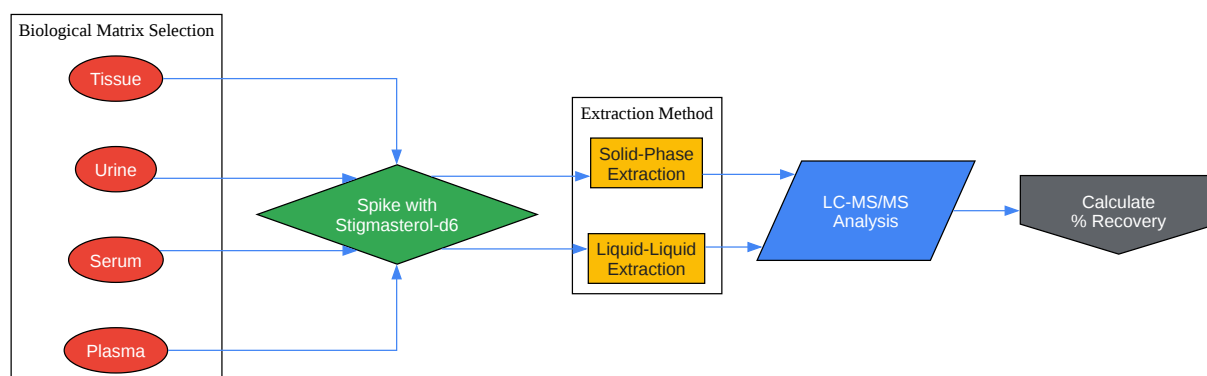 Biological Matrix Selection
Tissue
Urine
Serum
Plasma
Spike with
Stigmasterol-d6
Extraction Method
Solid-Phase
Extraction
Liquid-Liquid
Extraction
LC-MS/MS
Analysis
Calculate
% Recovery